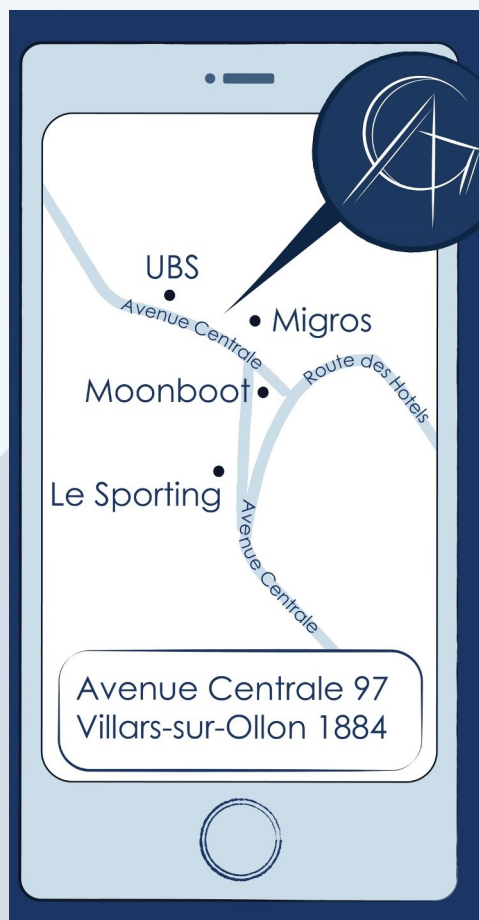 UBS
Avenue Centrale
Migros
Route des Hotels
Moonboot
Le Sporting
Avenue Centrale
Avenue Centrale 97
Villars-sur-Ollon 1884